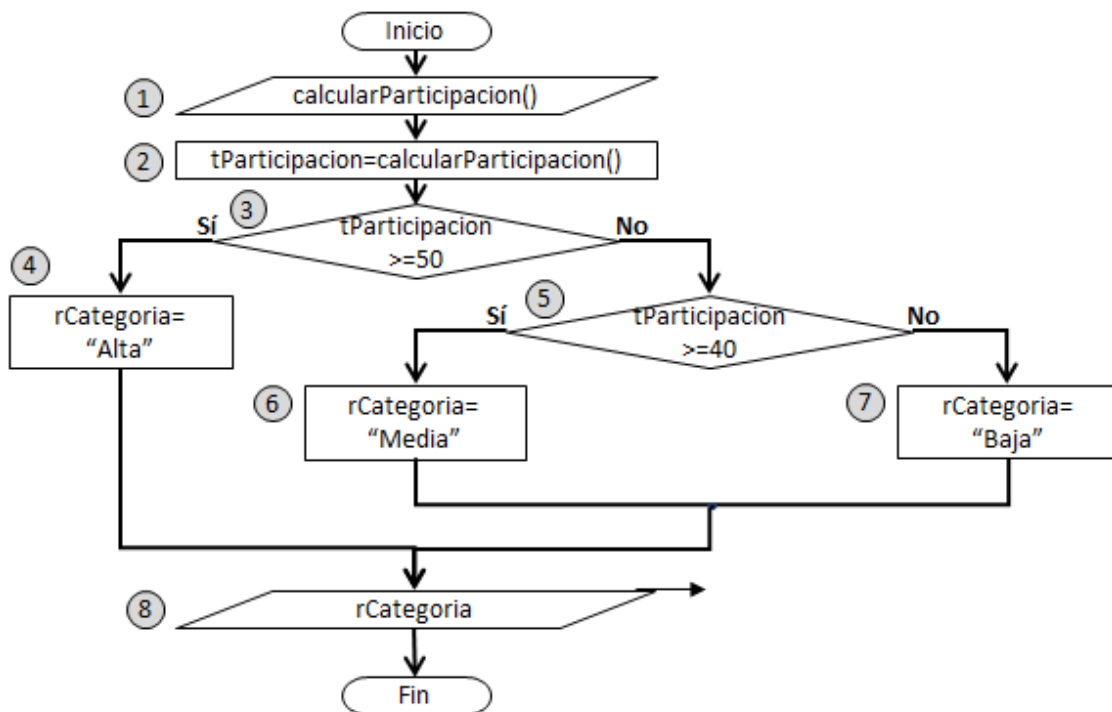 Inicio
1
calcularParticipacion()
2
tParticipacion=calcularParticipacion()
3
Sí
tParticipacion
>=50
No
4
rCategoria=
“Alta”
5
Sí
tParticipacion
>=40
No
6
rCategoria=
“Media”
7
rCategoria=
“Baja”
8
rCategoria
Fin